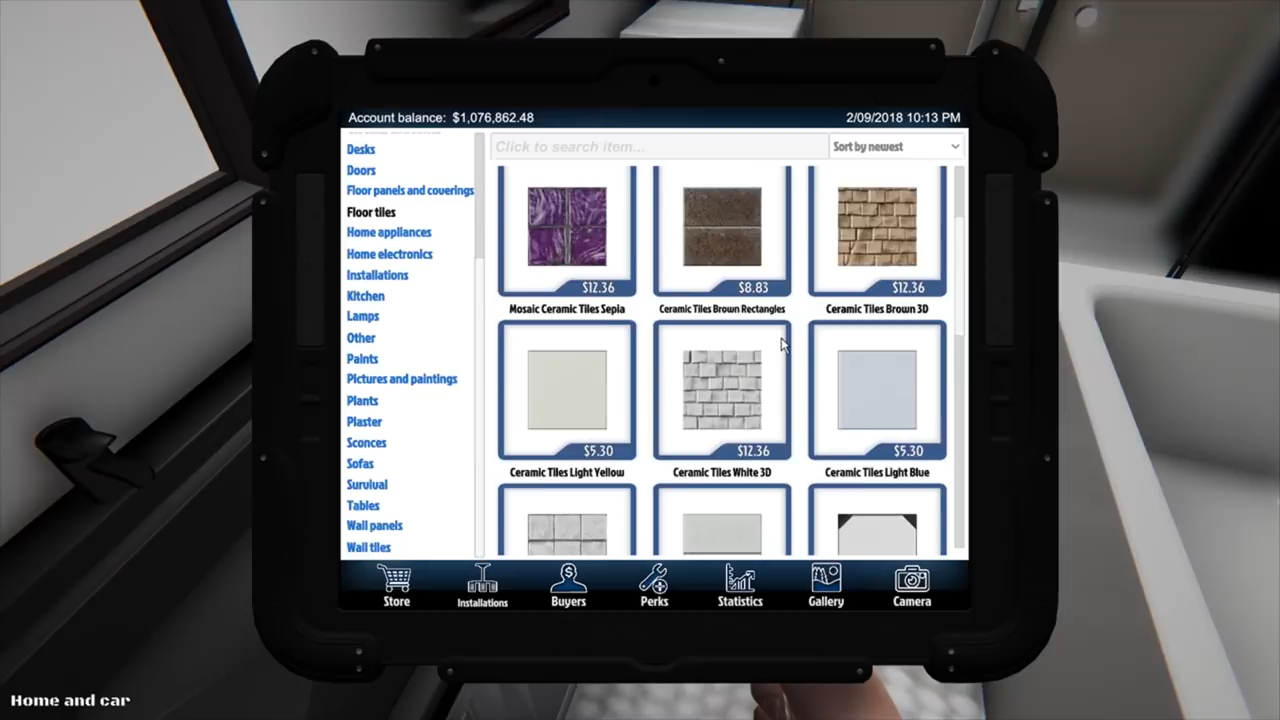 Account balance: $1,076,862.48
2/09/2018 10:13 PM
Click to search item...
Sort by newest
Desks
Doors
Floor panels and coverings
Floor tiles
Home appliances
Home electronics
Installations
Kitchen
Lamps
Other
Paints
Pictures and paintings
Plants
Plaster
Sconces
Sofas
Survival
Tables
Wall panels
Wall tiles
$12.36
$8.83
$12.36
Mosaic Ceramic Tiles Sepia
Ceramic Tiles Brown Rectangles
Ceramic Tiles Brown 3D
$5.30
$12.36
$5.30
Ceramic Tiles Light Yellow
Ceramic Tiles White 3D
Ceramic Tiles Light Blue
Store
Installations
Buyers
Perks
Statistics
Gallery
Camera
Home and car